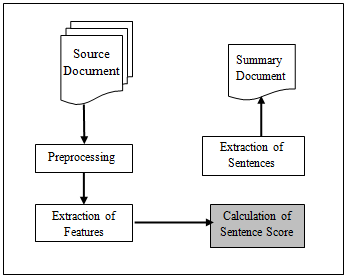 Source
Document
Preprocessing
Extraction of
Features
Calculation of
Sentence Score
Extraction of
Sentences
Summary
Document